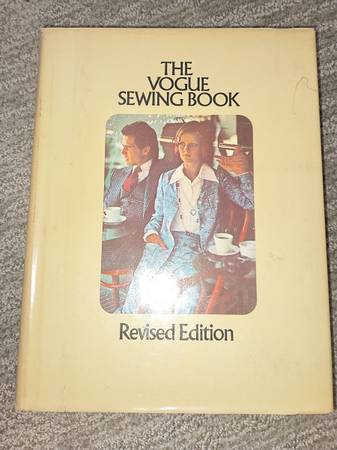 THE
VOGUE
SEWING BOOK
Revised Edition